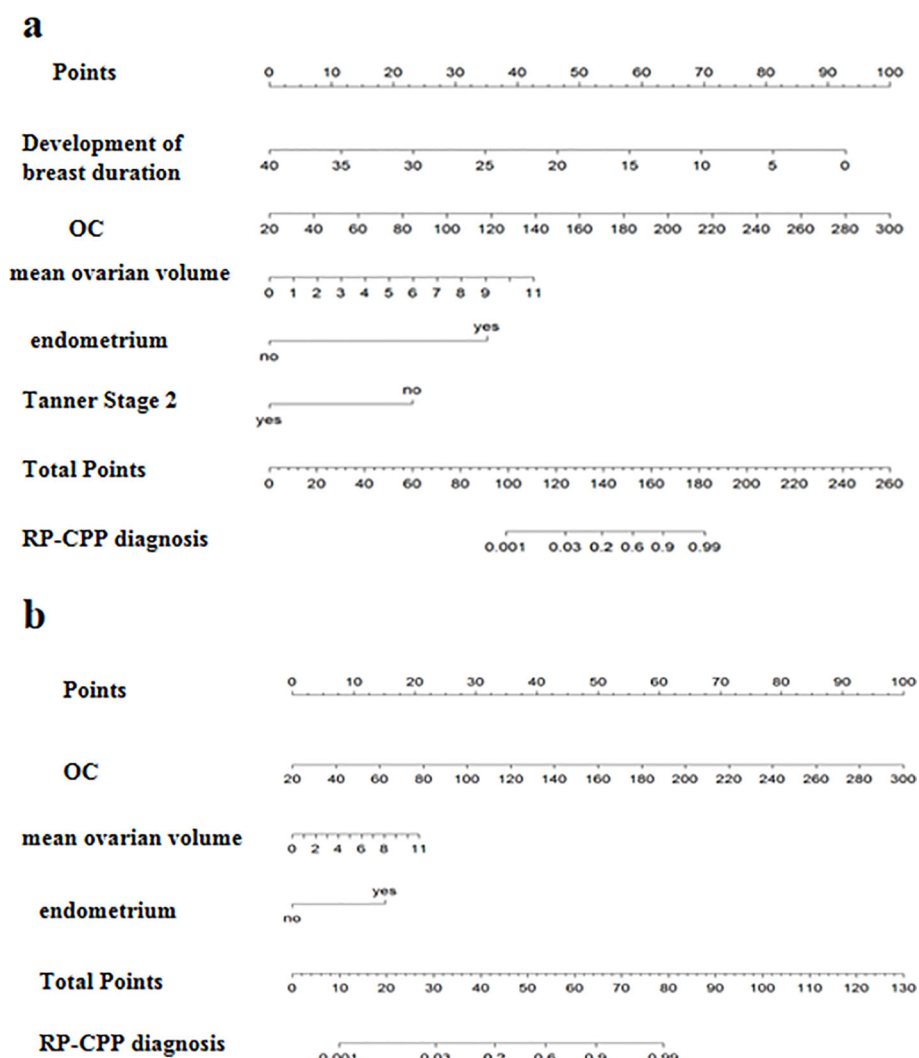 a
Points
0 10 20 30 40 50 60 70 80 90 100
Development of
breast duration
40 35 30 25 20 15 10 5 0
OC
20 40 60 80 100 120 140 160 180 200 220 240 260 280 300
mean ovarian volume
0 1 2 3 4 5 6 7 8 9 11
endometrium
yes
no
Tanner Stage 2
no
yes
Total Points
0 20 40 60 80 100 120 140 160 180 200 220 240 260
RP-CPP diagnosis
0.001 0.03 0.2 0.6 0.9 0.99
b
Points
0 10 20 30 40 50 60 70 80 90 100
OC
20 40 60 80 100 120 140 160 180 200 220 240 260 280 300
mean ovarian volume
0 2 4 6 8 11
endometrium
yes
no
Total Points
0 10 20 30 40 50 60 70 80 90 100 110 120 130
RP-CPP diagnosis
0.001 0.03 0.2 0.6 0.9 0.99